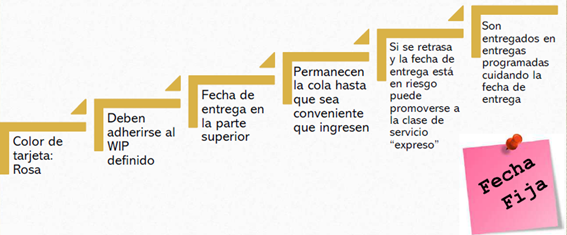 Color de
tarjeta:
Rosa
Deben
adherirse al
WIP
definido
Fecha de
entrega en
la parte
superior
Permanecen
la cola hasta
que sea
conveniente
que ingresen
Si se retrasa
y la fecha de
entrega está
en riesgo
puede
promoverse a
la clase de
servicio
“expreso”
Son
entregados en
entregas
programadas
cuidando la
fecha de
entrega
Fecha
Fija